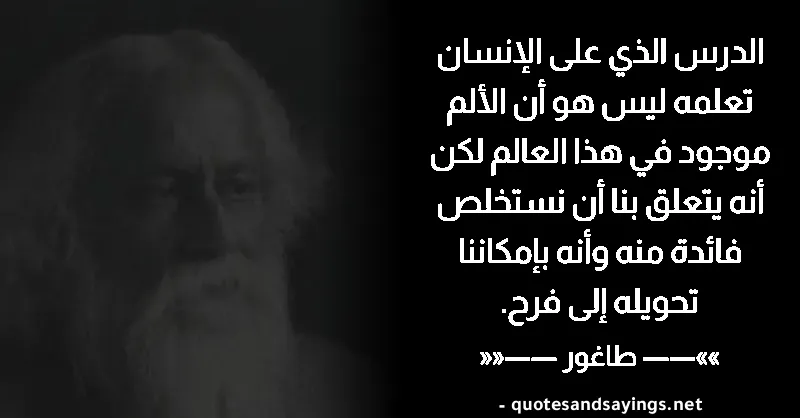 الدرس الذي على الإنسان
تعلمه ليس هو أن الألم
موجود في هذا العالم لكن
أنه يتعلق بنا أن نستخلص
فائدة منه وأنه بإمكاننا
تحويله إلى فرح.
»»—— طاغور ——««
- quotesandsayings.net